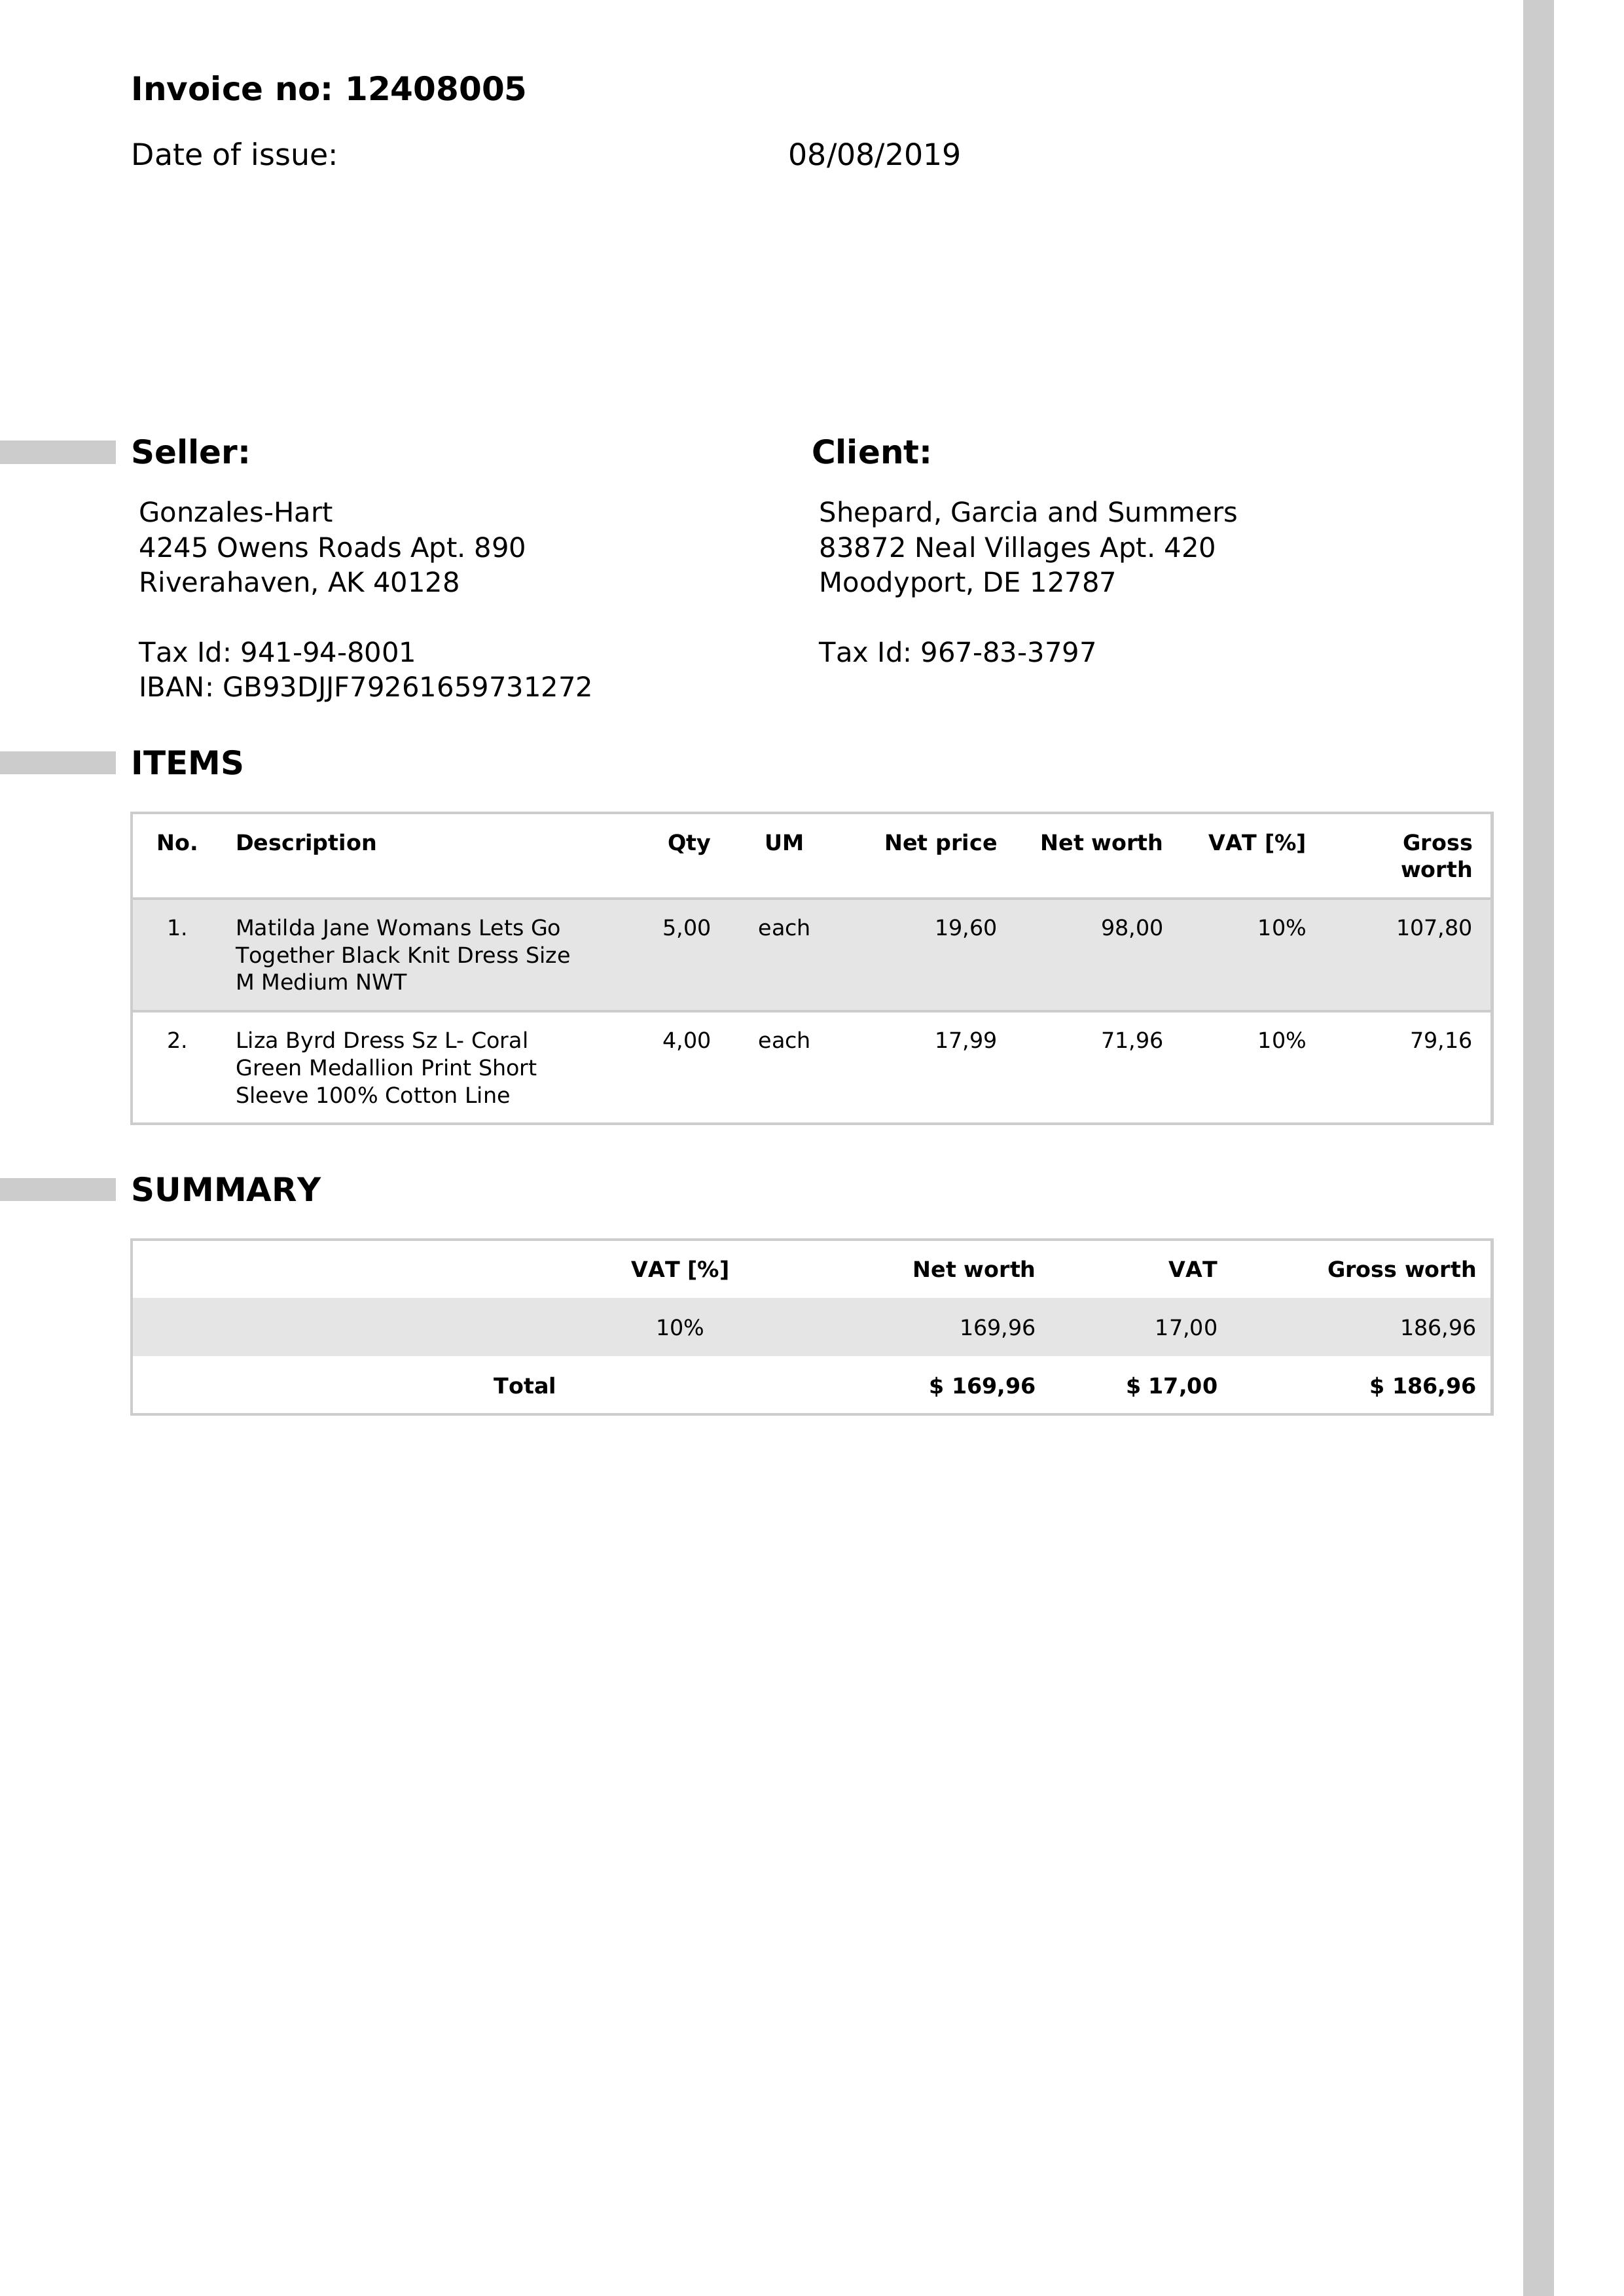 Invoice no: 12408005
Date of issue: 08/08/2019
Seller:
Gonzales-Hart
4245 Owens Roads Apt. 890
Riverahaven, AK 40128
Tax Id: 941-94-8001
IBAN: GB93DJJF79261659731272
Client:
Shepard, Garcia and Summers
83872 Neal Villages Apt. 420
Moodyport, DE 12787
Tax Id: 967-83-3797
ITEMS
No. Description Qty UM Net price Net worth VAT [%] Gross
worth
1. Matilda Jane Womans Lets Go 5,00 each 19,60 98,00 10% 107,80
Together Black Knit Dress Size
M Medium NWT
2. Liza Byrd Dress Sz L- Coral 4,00 each 17,99 71,96 10% 79,16
Green Medallion Print Short
Sleeve 100% Cotton Line
SUMMARY
VAT [%] Net worth VAT Gross worth
10% 169,96 17,00 186,96
Total $ 169,96 $ 17,00 $ 186,96